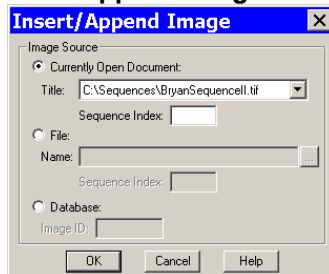 Insert/Append Image
Image Source
Currently Open Document:
Title: C:\Sequences\BryanSequenceII.tif
Sequence Index:
File:
Name: ...
Sequence Index:
Database:
Image ID:
OK Cancel Help